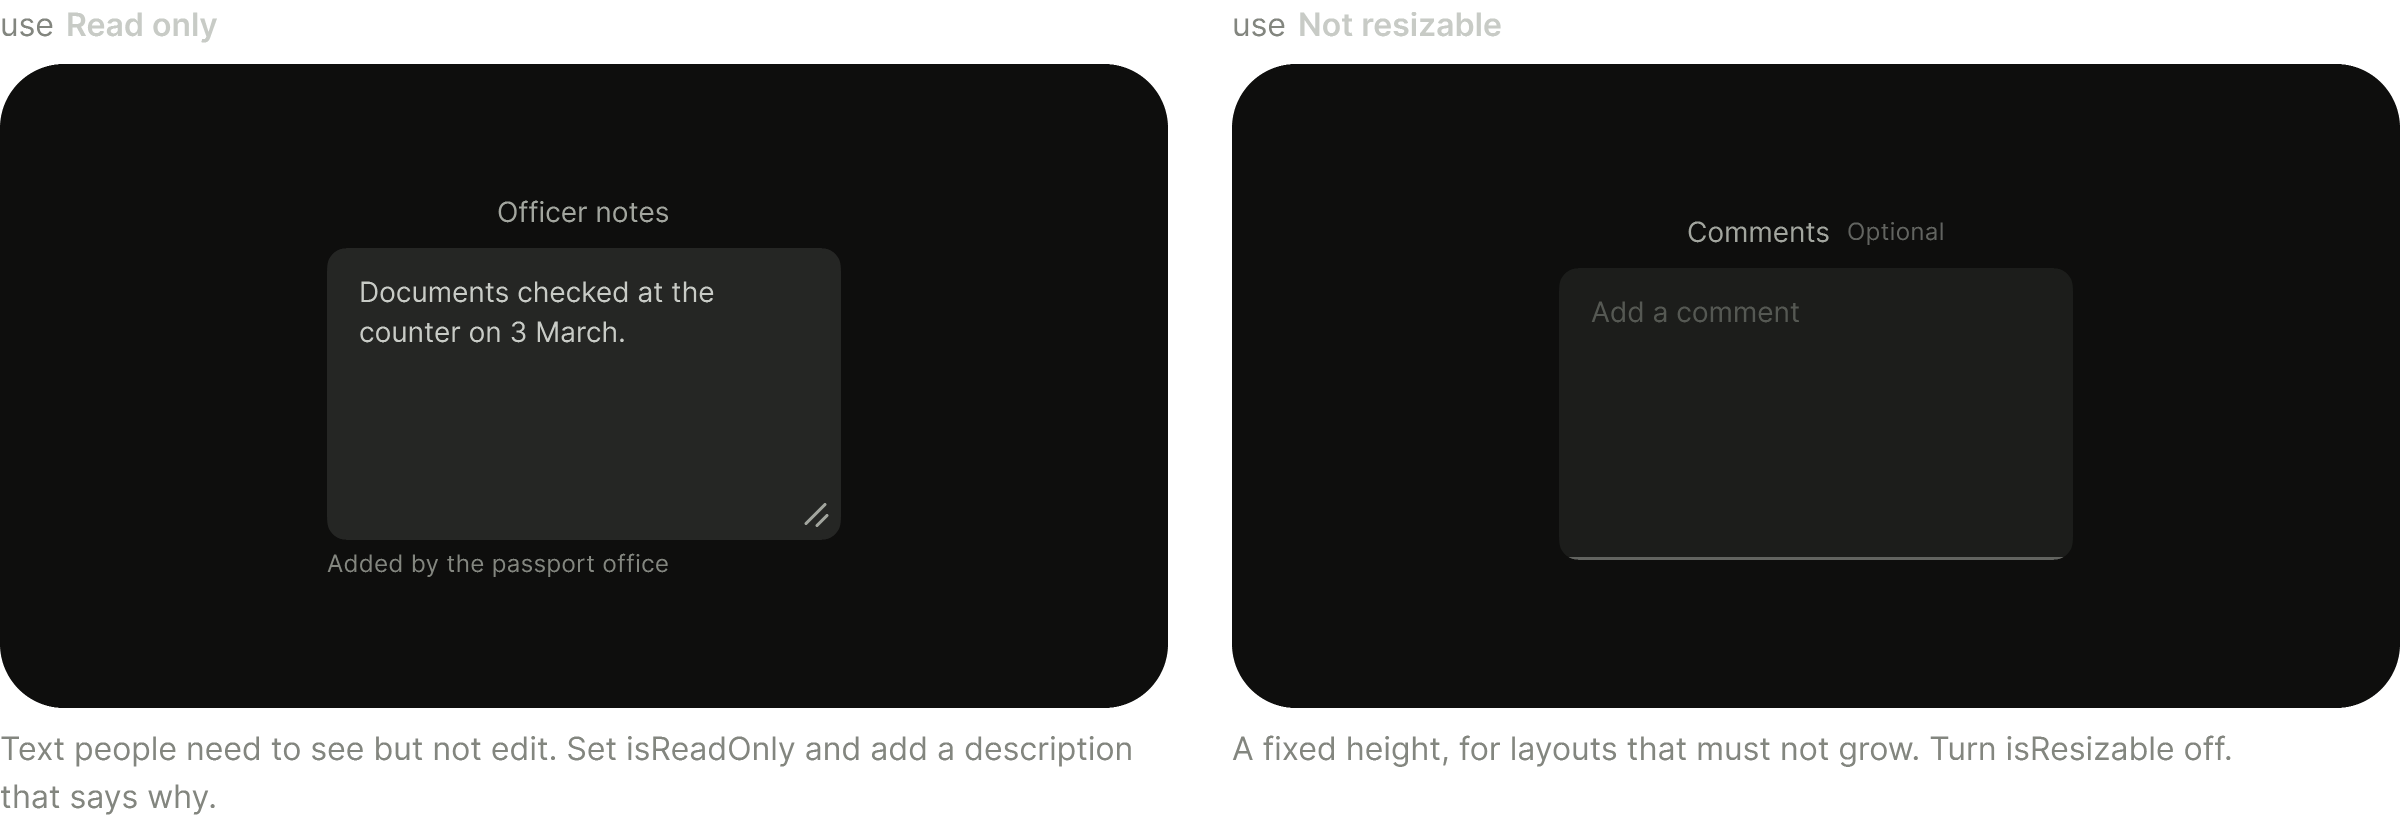 use Read only
Officer notes
Documents checked at the
counter on 3 March.
Added by the passport office
Text people need to see but not edit. Set isReadOnly and add a description
that says why.
use Not resizable
Comments Optional
Add a comment
A fixed height, for layouts that must not grow. Turn isResizable off.